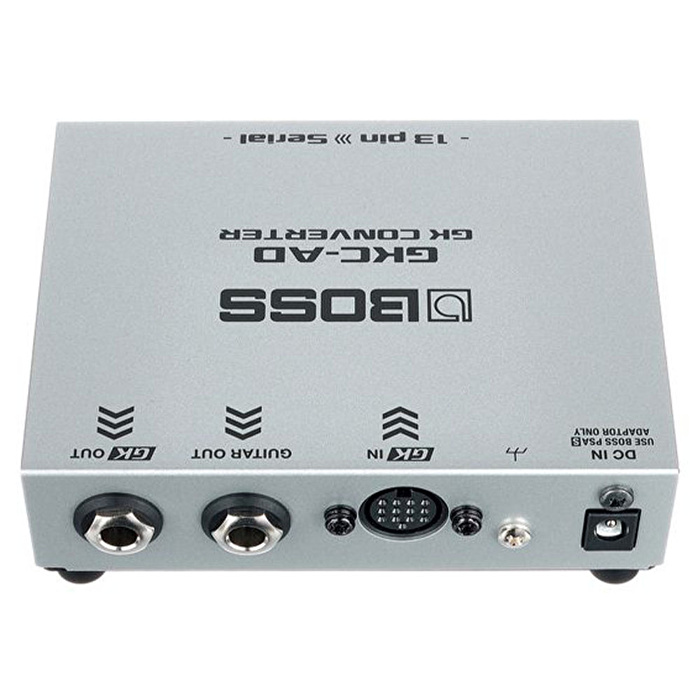 DC IN
USE BOSS PSA S
ADAPTOR ONLY
GK IN
GUITAR OUT
GK OUT
BOSS
GKC-AD
GK CONVERTER
- 13 pin >>> Serial -